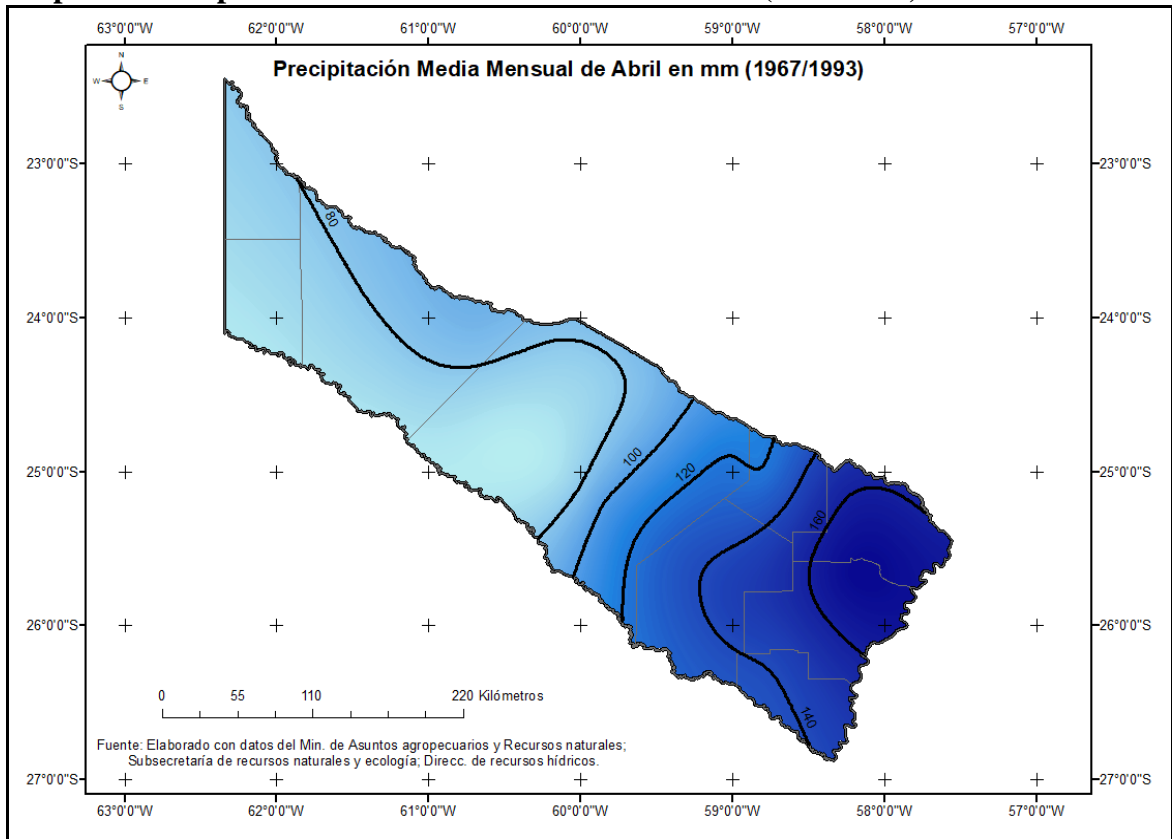 63°0'0"W 62°0'0"W 61°0'0"W 60°0'0"W 59°0'0"W 58°0'0"W 57°0'0"W
N
W E
S
Precipitación Media Mensual de Abril en mm (1967/1993)
23°0'0"S 23°0'0"S
80
24°0'0"S 24°0'0"S
100
120
25°0'0"S 25°0'0"S
160
26°0'0"S 26°0'0"S
0 55 110 220 Kilómetros
140
Fuente: Elaborado con datos del Min. de Asuntos agropecuarios y Recursos naturales;
Subsecretaría de recursos naturales y ecología; Direcc. de recursos hídricos.
27°0'0"S 27°0'0"S
63°0'0"W 62°0'0"W 61°0'0"W 60°0'0"W 59°0'0"W 58°0'0"W 57°0'0"W